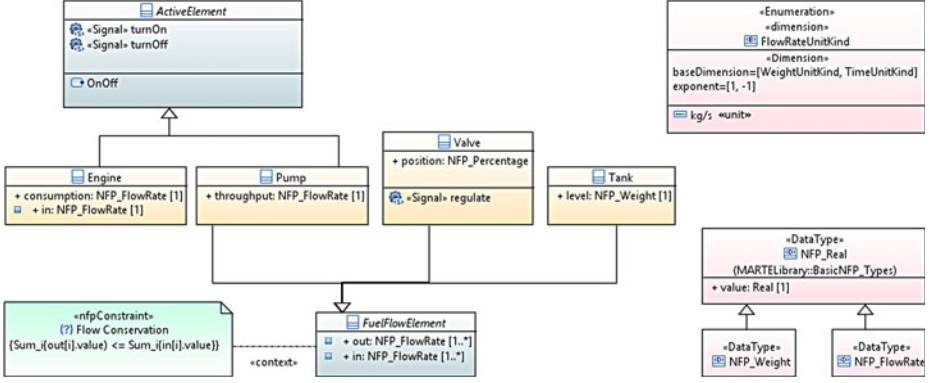 ActiveElement
«Signal» turnOn
«Signal» turnOff
OnOff
«Enumeration»
«dimension»
FlowRateUnitKind
«Dimension»
baseDimension=[WeightUnitKind, TimeUnitKind]
exponent=[1, -1]
kg/s «unit»
Engine
+ consumption: NFP_FlowRate [1]
+ in: NFP_FlowRate [1]
Pump
+ throughput: NFP_FlowRate [1]
Valve
+ position: NFP_Percentage
«Signal» regulate
Tank
+ level: NFP_Weight [1]
«DataType»
NFP_Real
(MARTELibrary::BasicNFP_Types)
+ value: Real [1]
«nfpConstraint»
{?} Flow Conservation
{Sum_i{out[i].value) <= Sum_i{in[i].value}}
«context»
FuelFlowElement
+ out: NFP_FlowRate [1..*]
+ in: NFP_FlowRate [1..*]
«DataType»
NFP_Weight
«DataType»
NFP_FlowRate